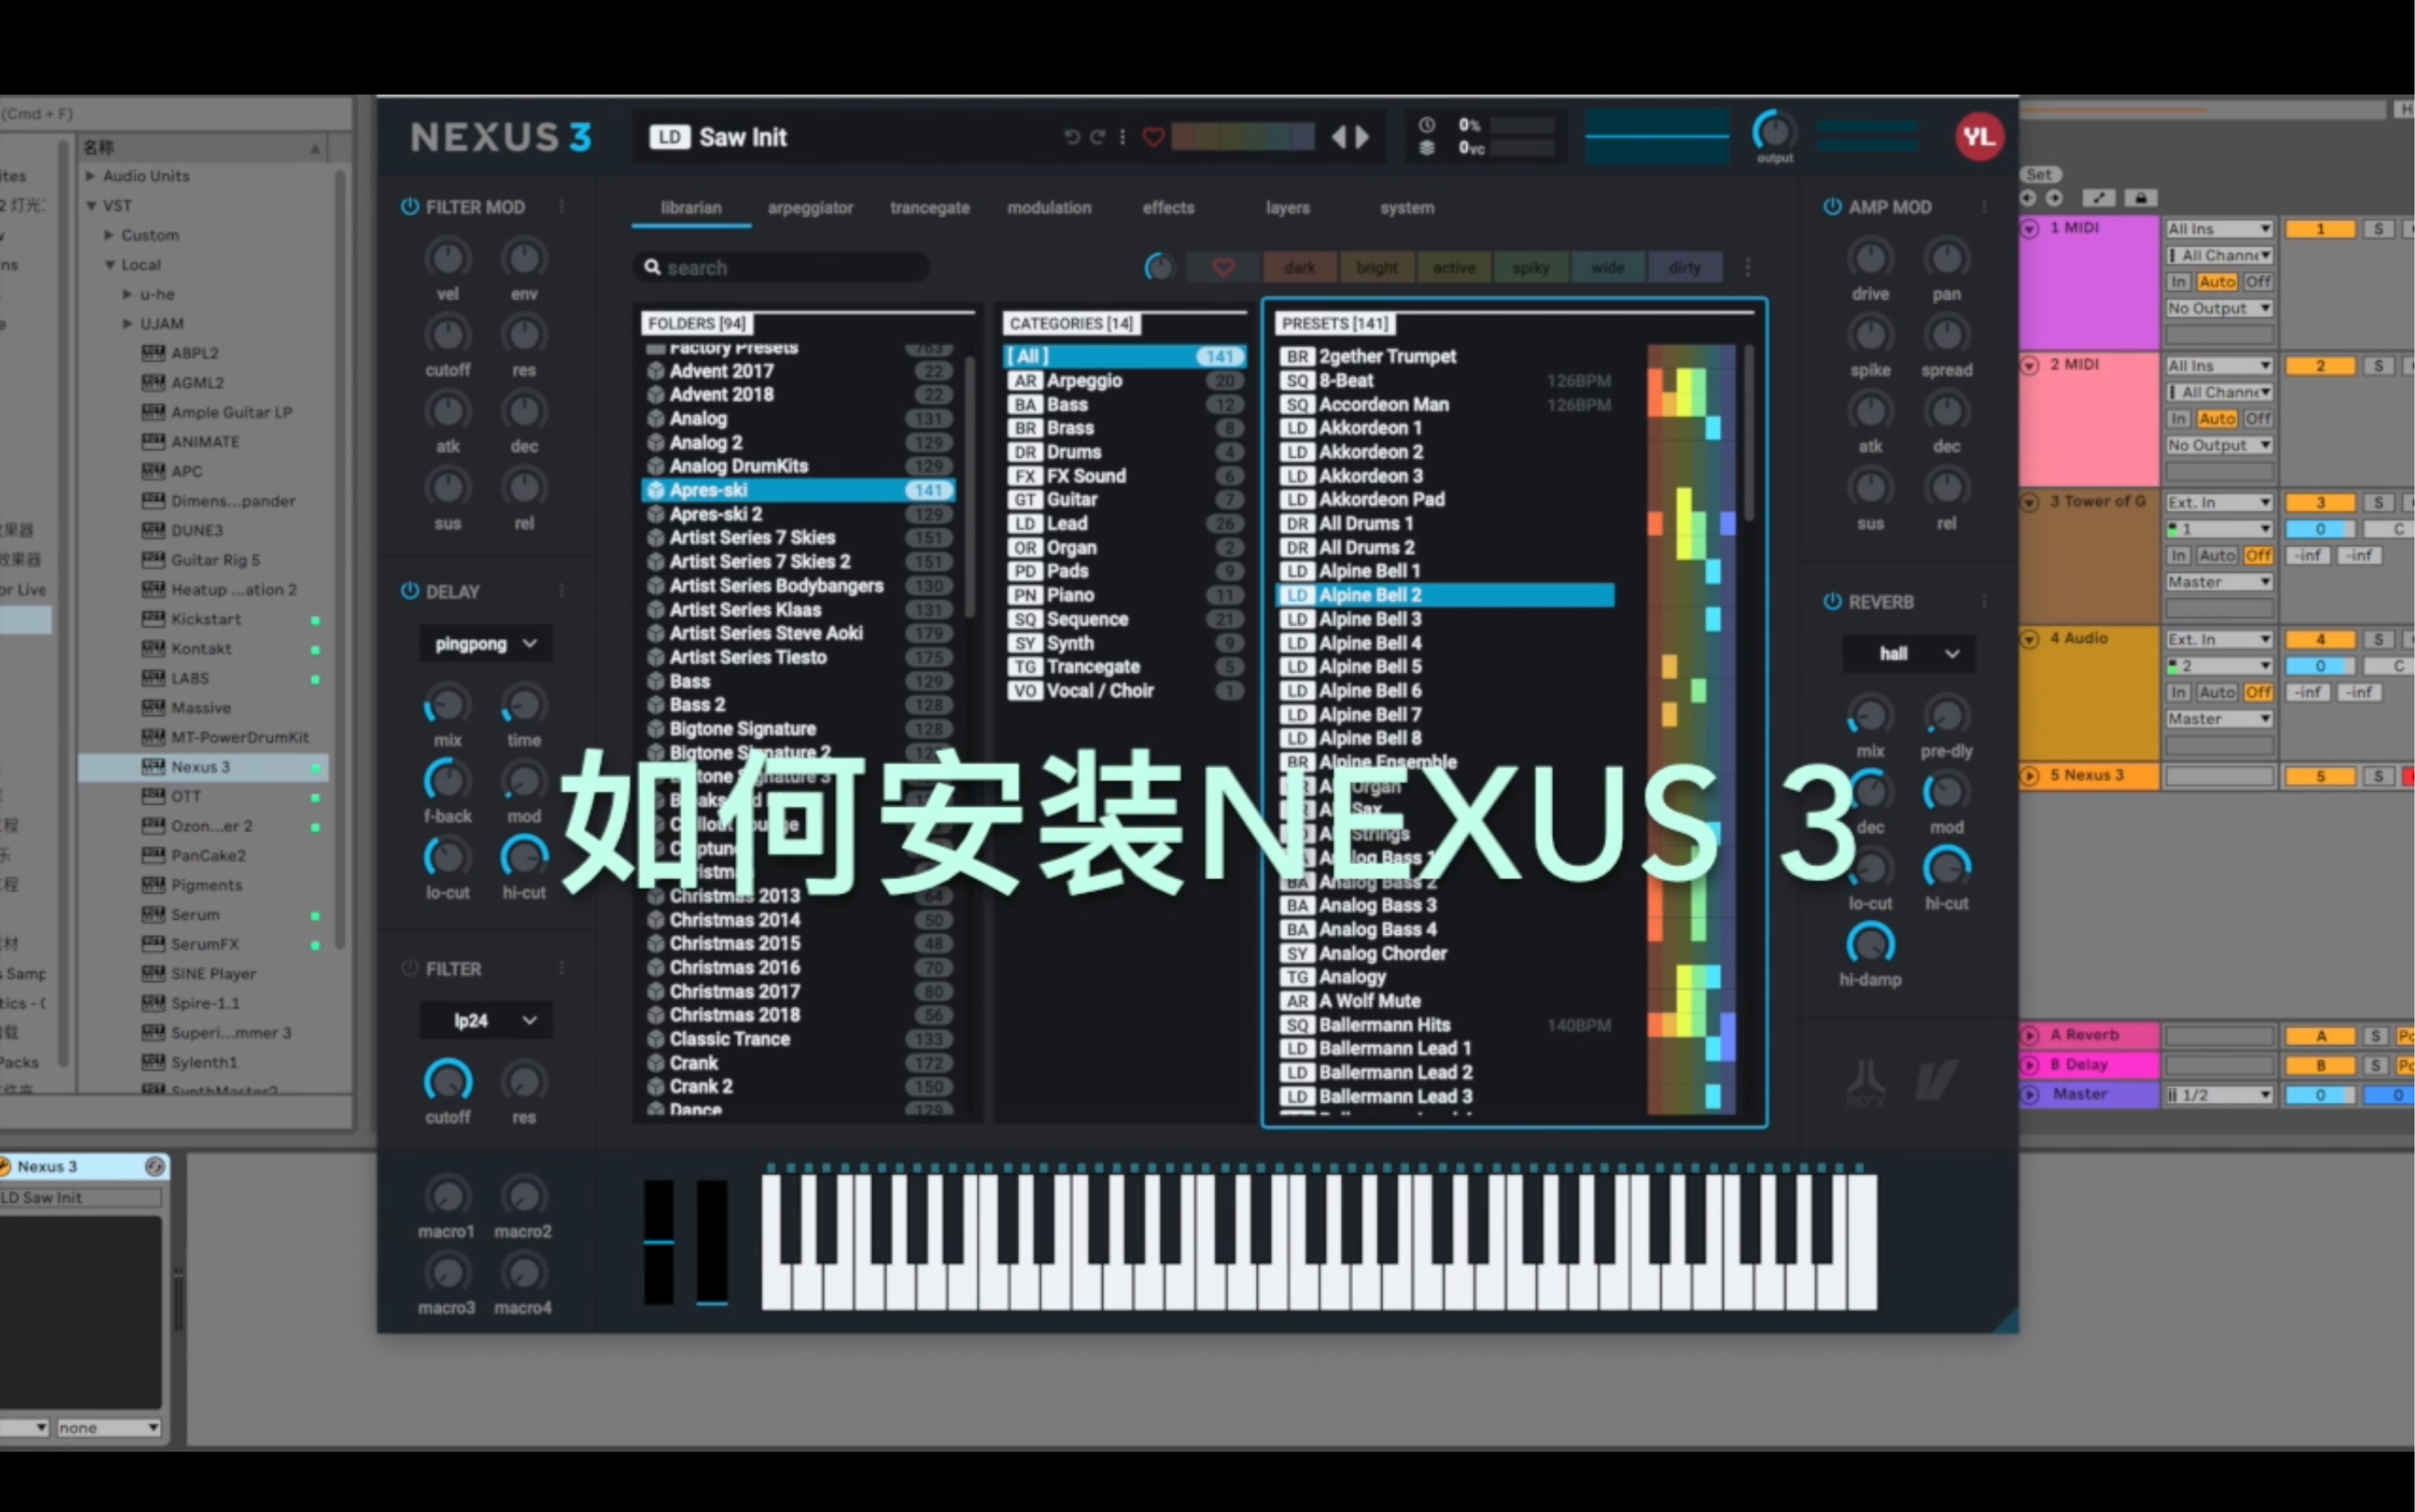 (Cmd + F)
名称
Audio Units
VST
Custom
Local
u-he
UJAM
ABPL2
AGML2
Ample Guitar LP
ANIMATE
APC
Dimens...pander
DUNE3
Guitar Rig 5
Heatup ...ation 2
Kickstart
Kontakt
LABS
Massive
MT-PowerDrumKit
Nexus 3
OTT
Ozon...er 2
PanCake2
Pigments
Serum
SerumFX
SINE Player
Spire-1.1
Superi...mmer 3
Sylenth1
SynthMaster2
Nexus 3
LD Saw Init
none
NEXUS 3
LD Saw Init
0%
0vc
output
YL
FILTER MOD
vel env
cutoff res
atk dec
sus rel
DELAY
pingpong
mix time
f-back mod
lo-cut hi-cut
FILTER
lp24
cutoff res
macro1 macro2
macro3 macro4
librarian arpeggiator trancegate modulation effects layers system
search
dark bright active spiky wide dirty
FOLDERS [94]
Factory Presets 763
Advent 2017 22
Advent 2018 22
Analog 131
Analog 2 129
Analog DrumKits 129
Apres-ski 141
Apres-ski 2 129
Artist Series 7 Skies 151
Artist Series 7 Skies 2 151
Artist Series Bodybangers 130
Artist Series Klaas 131
Artist Series Steve Aoki 179
Artist Series Tiesto 175
Bass 129
Bass 2 128
Bigtone Signature 128
Bigtone Signature 2
Christmas 2013 64
Christmas 2014 50
Christmas 2015 48
Christmas 2016 70
Christmas 2017 80
Christmas 2018 56
Classic Trance 133
Crank 172
Crank 2 150
Dance 129
CATEGORIES [14]
[ All ] 141
AR Arpeggio 20
BA Bass 12
BR Brass 8
DR Drums 4
FX FX Sound 6
GT Guitar 7
LD Lead 26
OR Organ 2
PD Pads 9
PN Piano 11
SQ Sequence 21
SY Synth 9
TG Trancegate 5
VO Vocal / Choir 1
PRESETS [141]
BR 2gether Trumpet
SQ 8-Beat 126BPM
SQ Accordeon Man 126BPM
LD Akkordeon 1
LD Akkordeon 2
LD Akkordeon 3
LD Akkordeon Pad
DR All Drums 1
DR All Drums 2
LD Alpine Bell 1
LD Alpine Bell 2
LD Alpine Bell 3
LD Alpine Bell 4
LD Alpine Bell 5
LD Alpine Bell 6
LD Alpine Bell 7
LD Alpine Bell 8
BR Alpine Ensemble
Organ
Sax
Strings
Analog Bass 1
BA Analog Bass 2
BA Analog Bass 3
BA Analog Bass 4
SY Analog Chorder
TG Analogy
AR A Wolf Mute
SQ Ballermann Hits 140BPM
LD Ballermann Lead 1
LD Ballermann Lead 2
LD Ballermann Lead 3
如何安装NEXUS 3
AMP MOD
drive pan
spike spread
atk dec
sus rel
REVERB
hall
mix pre-dly
dec mod
lo-cut hi-cut
hi-damp
REFX
Set
1 MIDI All Ins 1 S
All Channe
In Auto Off
No Output
2 MIDI All Ins 2 S
All Channe
In Auto Off
No Output
3 Tower of G Ext. In 3 S
1 0 C
In Auto Off -inf -inf
Master
4 Audio Ext. In 4 S
2 0 C
In Auto Off -inf -inf
Master
5 Nexus 3 5 S
A Reverb A S
B Delay B S
Master 1/2 0 0